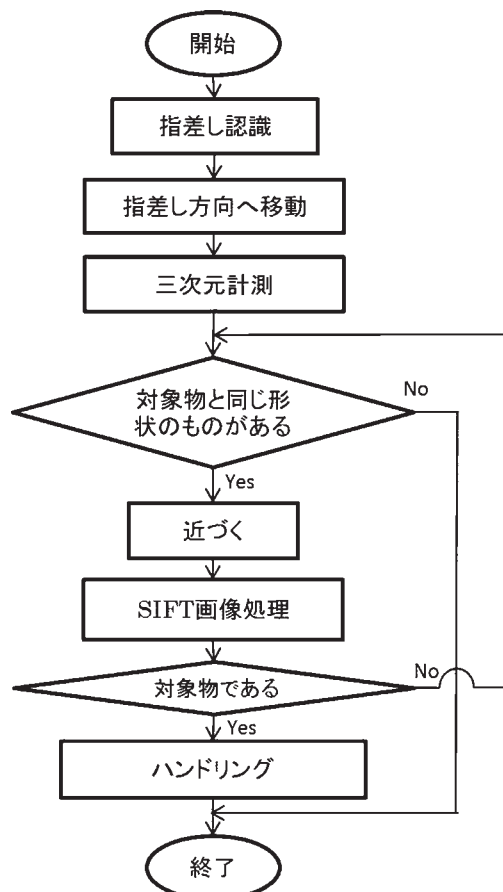 開始
指差し認識
指差し方向へ移動
三次元計測
対象物と同じ形
状のものがある
No
Yes
近づく
SIFT画像処理
対象物である
No
Yes
ハンドリング
終了